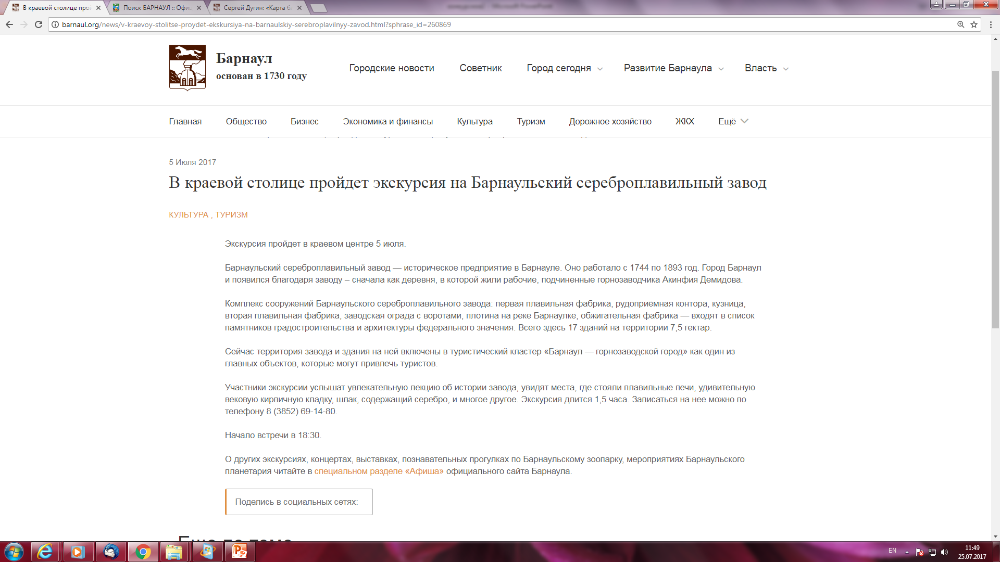 В краевой столице прой
Поиск БАРНАУЛ :: Офиц
Сергей Дугин: «Карта б
barnaul.org/news/v-kraevoy-stolitse-proydet-ekskursiya-na-barnaulskiy-serebroplavilnyy-zavod.html?sphrase_id=260869
Барнаул
основан в 1730 году
Городские новости
Советник
Город сегодня
Развитие Барнаула
Власть
Главная
Общество
Бизнес
Экономика и финансы
Культура
Туризм
Дорожное хозяйство
ЖКХ
Ещё
5 Июля 2017
В краевой столице пройдет экскурсия на Барнаульский сереброплавильный завод
КУЛЬТУРА , ТУРИЗМ
Экскурсия пройдет в краевом центре 5 июля.
Барнаульский сереброплавильный завод — историческое предприятие в Барнауле. Оно работало с 1744 по 1893 год. Город Барнаул
и появился благодаря заводу – сначала как деревня, в которой жили рабочие, подчиненные горнозаводчика Акинфия Демидова.
Комплекс сооружений Барнаульского сереброплавильного завода: первая плавильная фабрика, рудоприёмная контора, кузница,
вторая плавильная фабрика, заводская ограда с воротами, плотина на реке Барнаулке, обжигательная фабрика — входят в список
памятников градостроительства и архитектуры федерального значения. Всего здесь 17 зданий на территории 7,5 гектар.
Сейчас территория завода и здания на ней включены в туристический кластер «Барнаул — горнозаводской город» как один из
главных объектов, которые могут привлечь туристов.
Участники экскурсии услышат увлекательную лекцию об истории завода, увидят места, где стояли плавильные печи, удивительную
вековую кирпичную кладку, шлак, содержащий серебро, и многое другое. Экскурсия длится 1,5 часа. Записаться на нее можно по
телефону 8 (3852) 69-14-80.
Начало встречи в 18:30.
О других экскурсиях, концертах, выставках, познавательных прогулках по Барнаульскому зоопарку, мероприятиях Барнаульского
планетария читайте в специальном разделе «Афиша» официального сайта Барнаула.
Поделись в социальных сетях:
Еще по теме
EN
11:49
25.07.2017